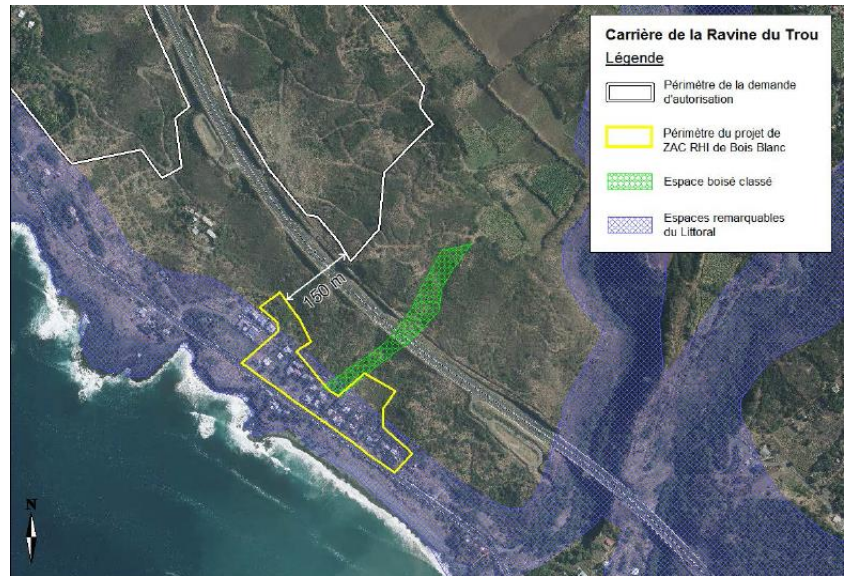 Carrière de la Ravine du Trou
Légende
Périmètre de la demande
d'autorisation
Périmètre du projet de
ZAC RHI de Bois Blanc
Espace boisé classé
Espaces remarquables
du Littoral
150 m
N